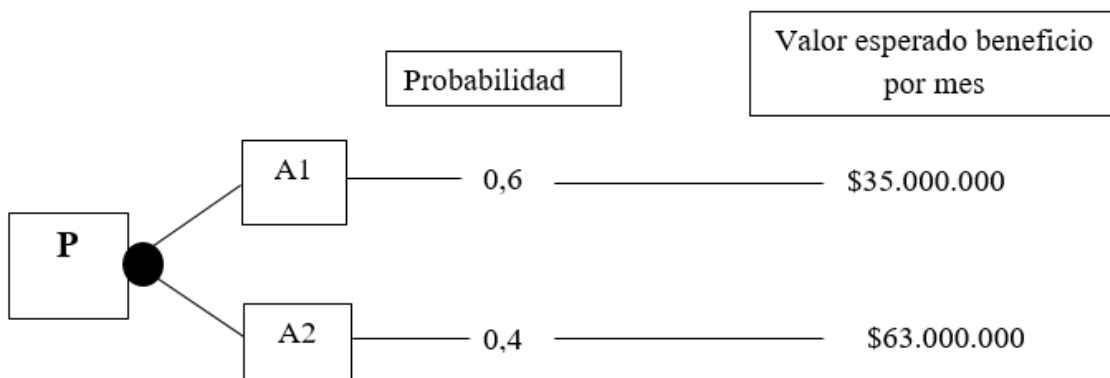 Probabilidad
Valor esperado beneficio
por mes
A1
0,6
$35.000.000
P
A2
0,4
$63.000.000